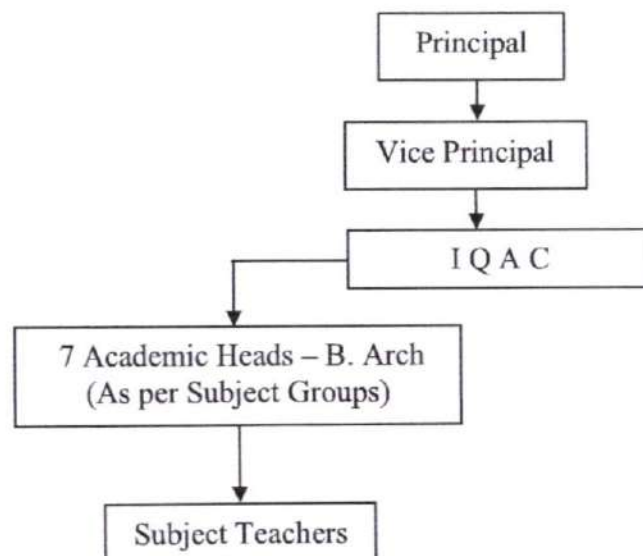 Principal
Vice Principal
I Q A C
7 Academic Heads – B. Arch
(As per Subject Groups)
Subject Teachers